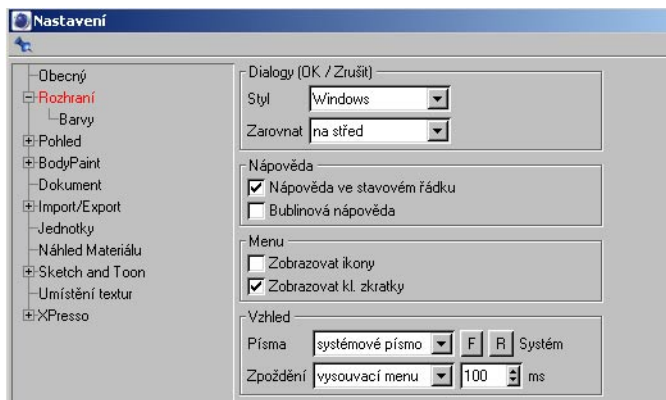 Nastavení
Obecný
Rozhraní
Barvy
Pohled
BodyPaint
Dokument
Import/Export
Jednotky
Náhled Materiálu
Sketch and Toon
Umístění textur
XPresso
Dialogy (OK / Zrušit)
Styl Windows
Zarovnat na střed
Nápověda
Nápověda ve stavovém řádku
Bublinová nápověda
Menu
Zobrazovat ikony
Zobrazovat kl. zkratky
Vzhled
Písma systémové písmo F R Systém
Zpoždění vysouvací menu 100 ms